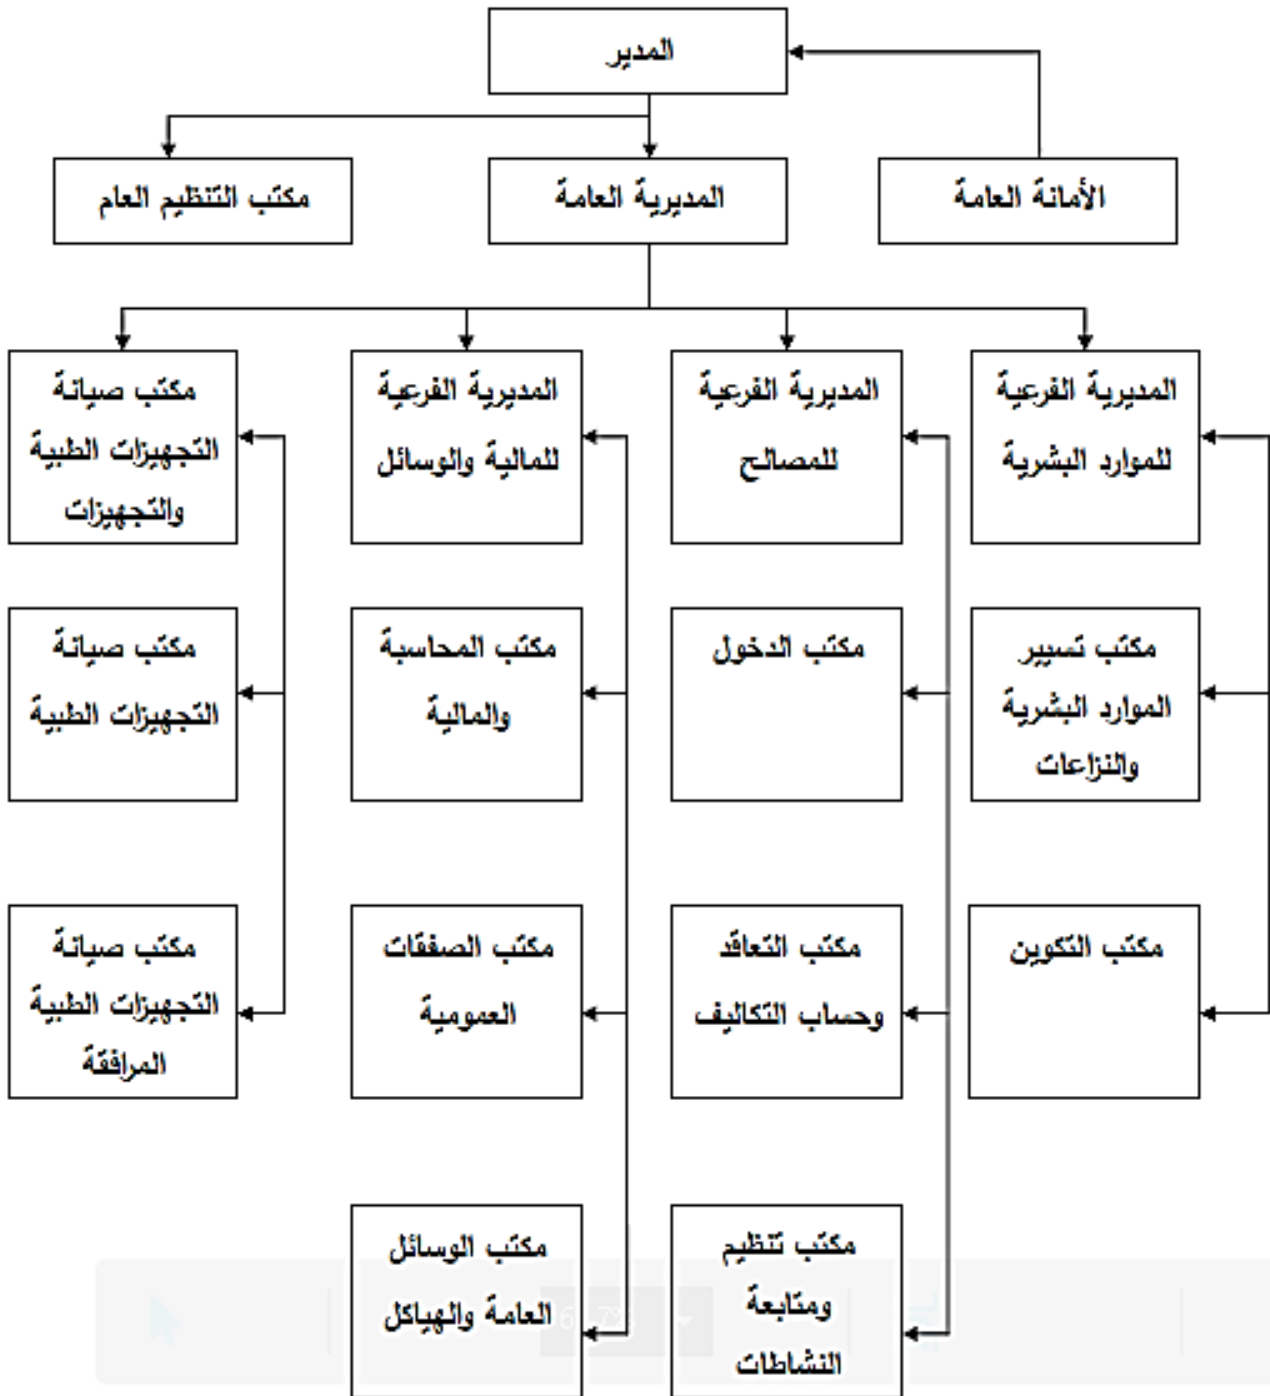 المدير
الأمانة العامة
المديرية العامة
مكتب التنظيم العام
المديرية الفرعية
للموارد البشرية
المديرية الفرعية
للمصالح
المديرية الفرعية
للمالية والوسائل
مكتب صيانة
التجهيزات الطبية
والتجهيزات
مكتب تسيير
الموارد البشرية
والنزاعات
مكتب الدخول
مكتب المحاسبة
والمالية
مكتب صيانة
التجهيزات الطبية
مكتب التكوين
مكتب التعاقد
وحساب التكاليف
مكتب الصفقات
العمومية
مكتب صيانة
التجهيزات الطبية
المرافقة
مكتب تنظيم
ومتابعة
النشاطات
مكتب الوسائل
العامة والهياكل